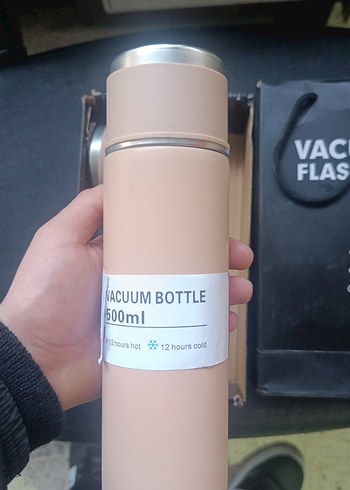 VACUUM BOTTLE
500ml
12 hours hot 12 hours cold
VACU
FLAS